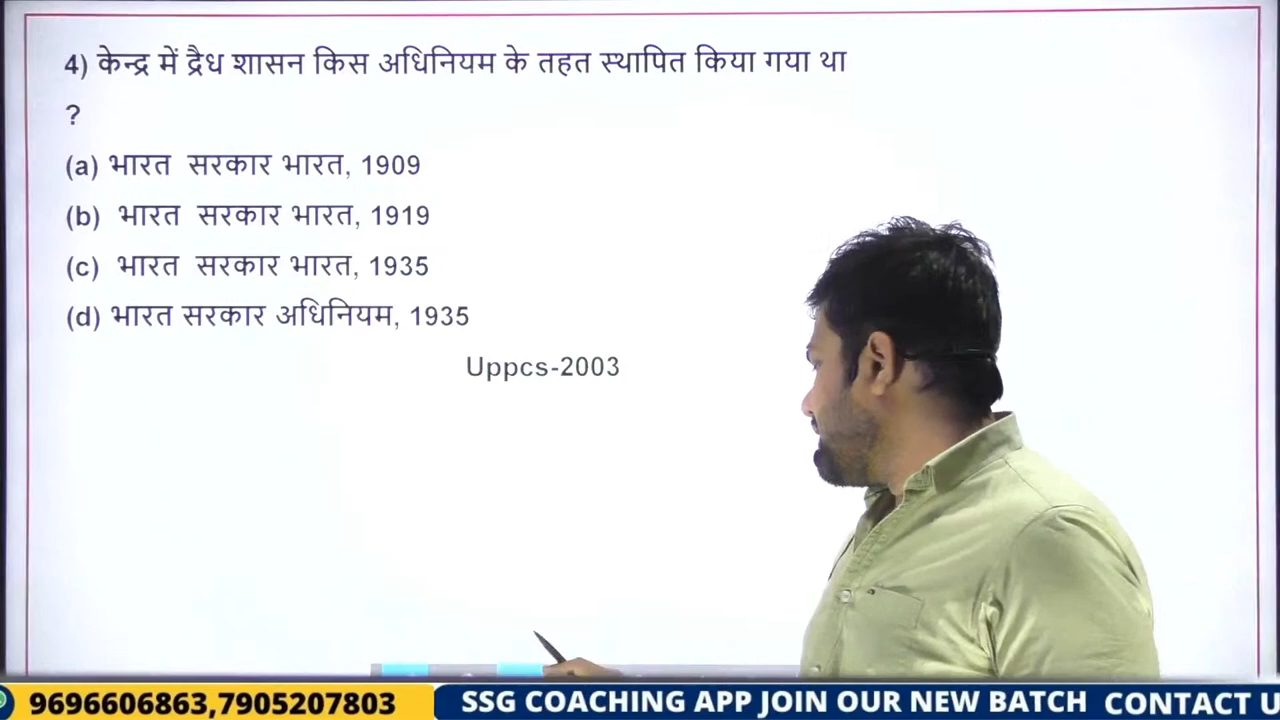 4) केन्द्र में द्रैध शासन किस अधिनियम के तहत स्थापित किया गया था
?
(a) भारत सरकार भारत, 1909
(b) भारत सरकार भारत, 1919
(c) भारत सरकार भारत, 1935
(d) भारत सरकार अधिनियम, 1935
Uppcs-2003
9696606863,7905207803 SSG COACHING APP JOIN OUR NEW BATCH CONTACT U